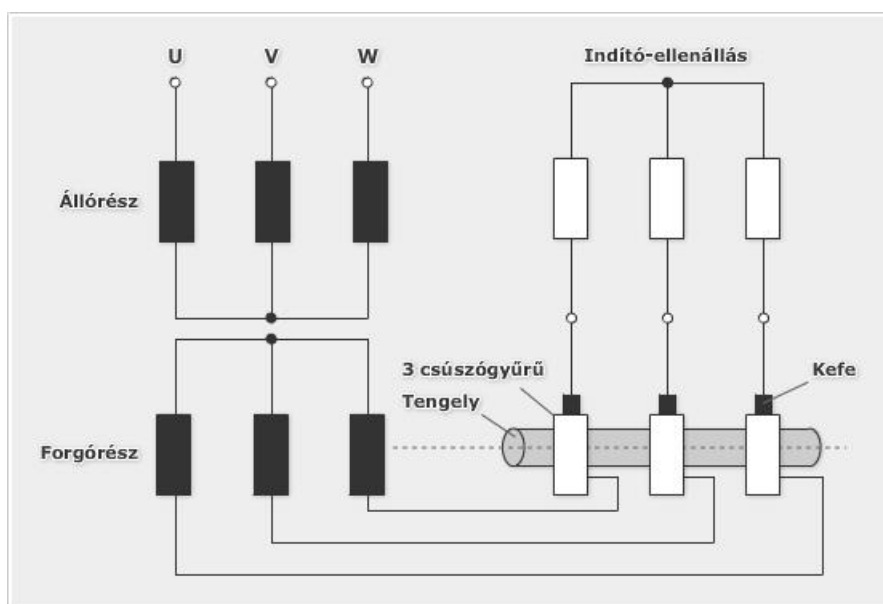 U V W
Indító-ellenállás
Állórész
3 csúszógyűrű
Kefe
Tengely
Forgórész